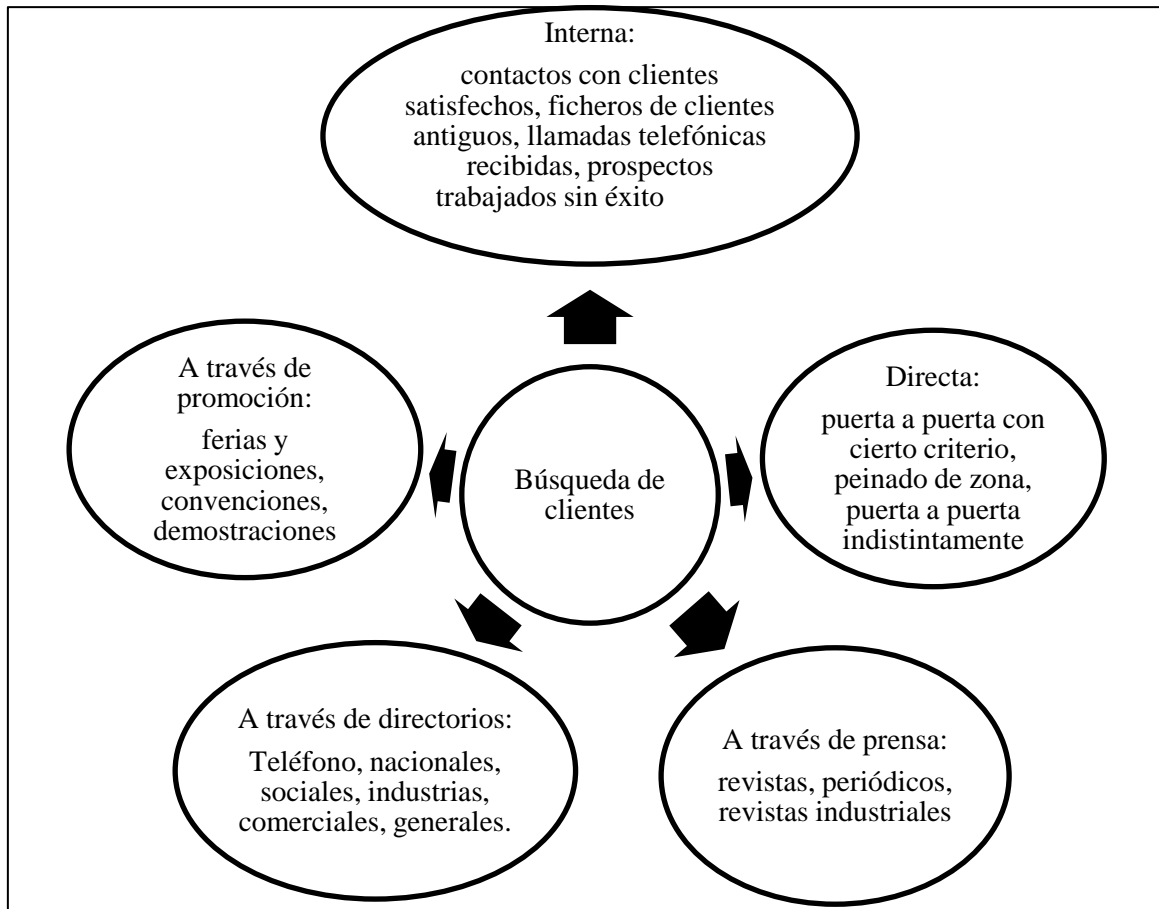 Interna:
contactos con clientes
satisfechos, ficheros de clientes
antiguos, llamadas telefónicas
recibidas, prospectos
trabajados sin éxito
A través de
promoción:
ferias y
exposiciones,
convenciones,
demostraciones
Búsqueda de
clientes
Directa:
puerta a puerta con
cierto criterio,
peinado de zona,
puerta a puerta
indistintamente
A través de directorios:
Teléfono, nacionales,
sociales, industrias,
comerciales, generales.
A través de prensa:
revistas, periódicos,
revistas industriales